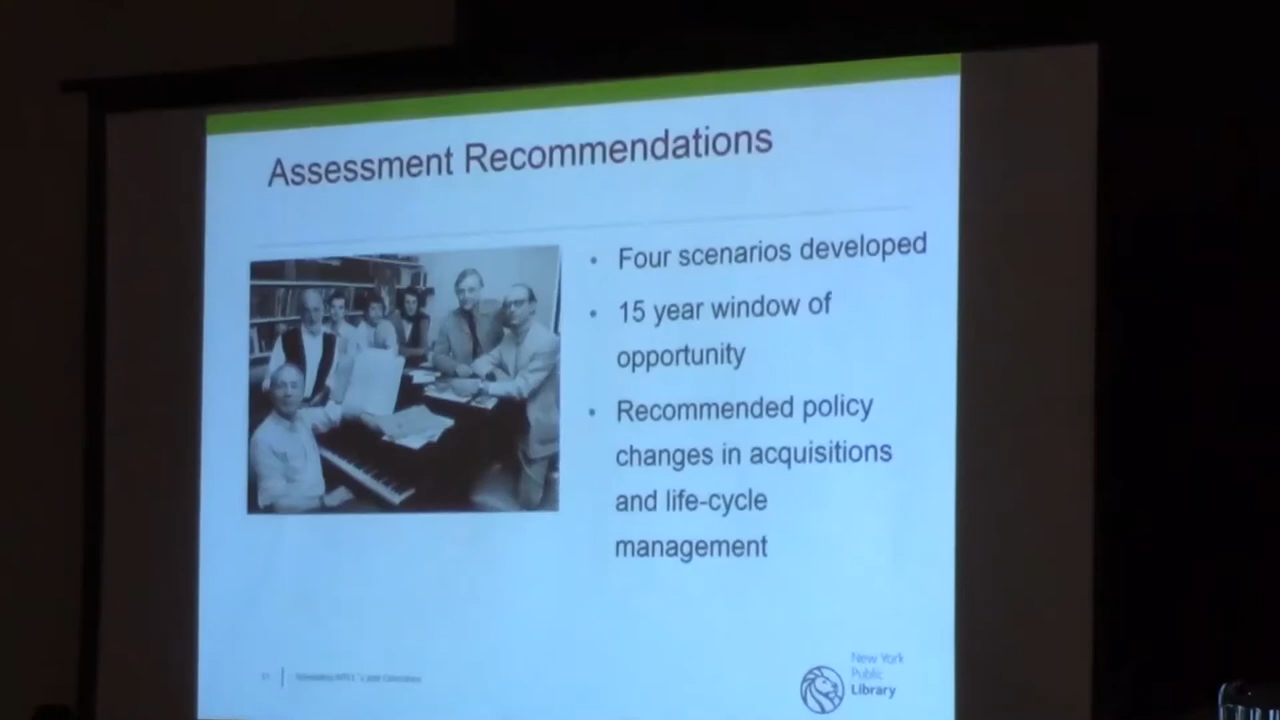 Assessment Recommendations
• Four scenarios developed
• 15 year window of
opportunity
• Recommended policy
changes in acquisitions
and life-cycle
management
New York
Public
Library